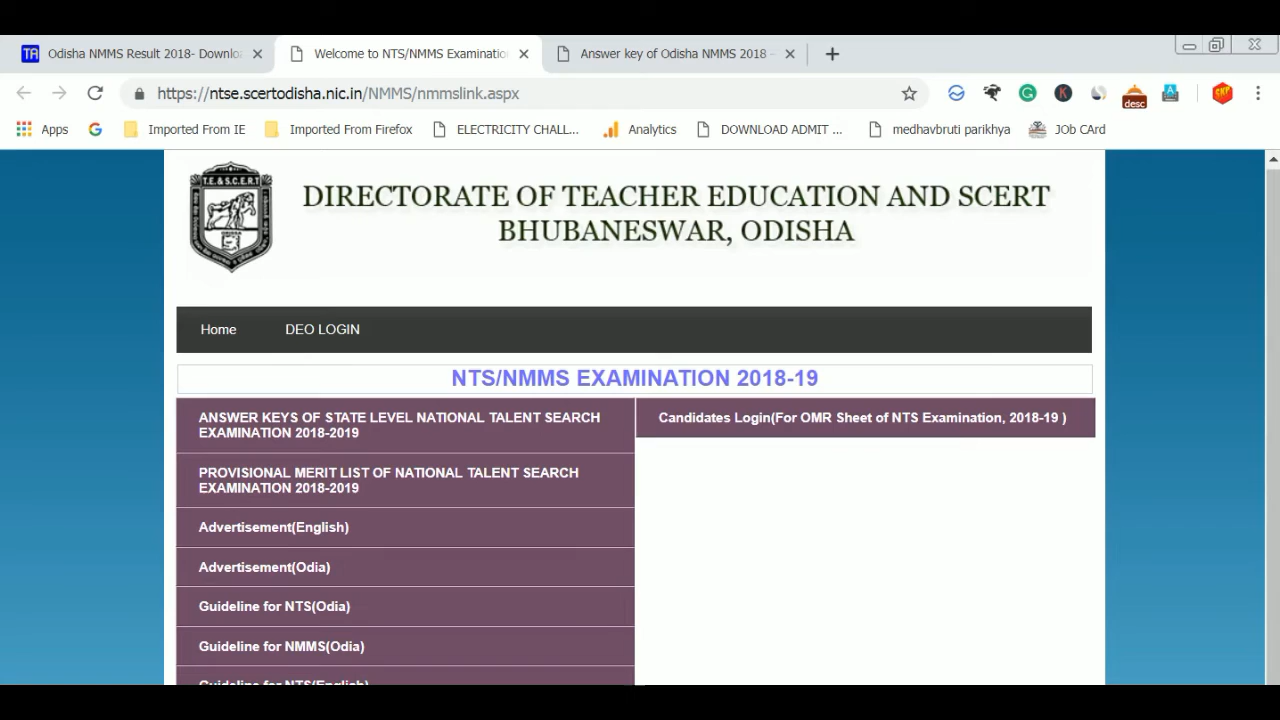 Odisha NMMS Result 2018- Downlo
Welcome to NTS/NMMS Examinatio
Answer key of Odisha NMMS 2018 -
https://ntse.scertodisha.nic.in/NMMS/nmmslink.aspx
desc
Apps
Imported From IE
Imported From Firefox
ELECTRICITY CHALL...
Analytics
DOWNLOAD ADMIT ...
medhavbruti parikhya
JOb CArd
T.E.& S.C.E.R.T
DIRECTORATE OF TEACHER EDUCATION AND SCERT
BHUBANESWAR, ODISHA
Home
DEO LOGIN
NTS/NMMS EXAMINATION 2018-19
ANSWER KEYS OF STATE LEVEL NATIONAL TALENT SEARCH
EXAMINATION 2018-2019
Candidates Login(For OMR Sheet of NTS Examination, 2018-19 )
PROVISIONAL MERIT LIST OF NATIONAL TALENT SEARCH
EXAMINATION 2018-2019
Advertisement(English)
Advertisement(Odia)
Guideline for NTS(Odia)
Guideline for NMMS(Odia)
Guideline for NTS(English)